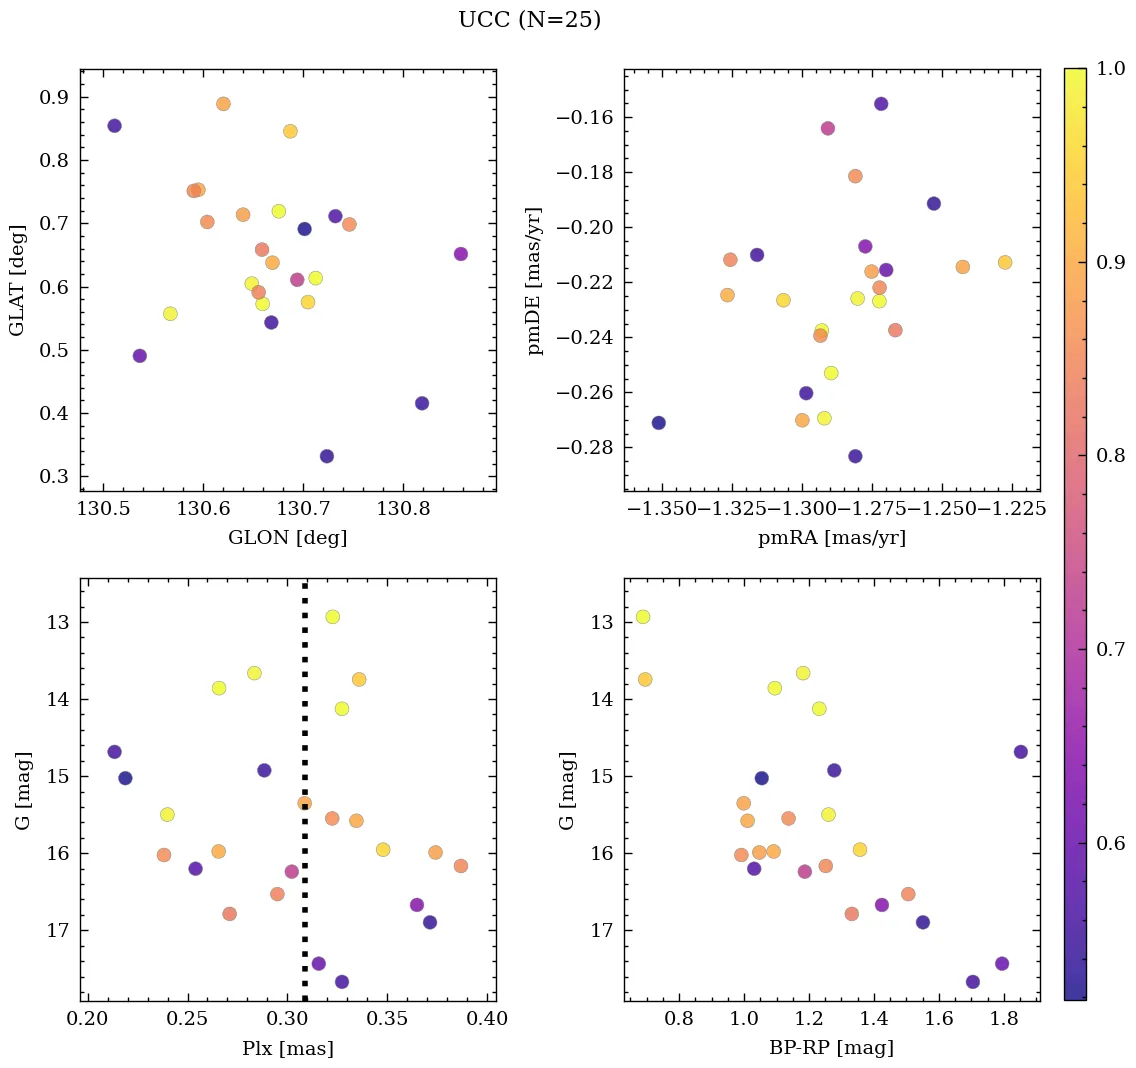 UCC (N=25)
0.9
0.8
0.7
0.6
0.5
0.4
0.3
GLAT [deg]
130.5 130.6 130.7 130.8
GLON [deg]
−0.16
−0.18
−0.20
−0.22
−0.24
−0.26
−0.28
pmDE [mas/yr]
−1.350 −1.325 −1.300 −1.275 −1.250 −1.225
pmRA [mas/yr]
1.0
0.9
0.8
0.7
0.6
13
14
15
16
17
G [mag]
0.20 0.25 0.30 0.35 0.40
Plx [mas]
13
14
15
16
17
G [mag]
0.8 1.0 1.2 1.4 1.6 1.8
BP-RP [mag]